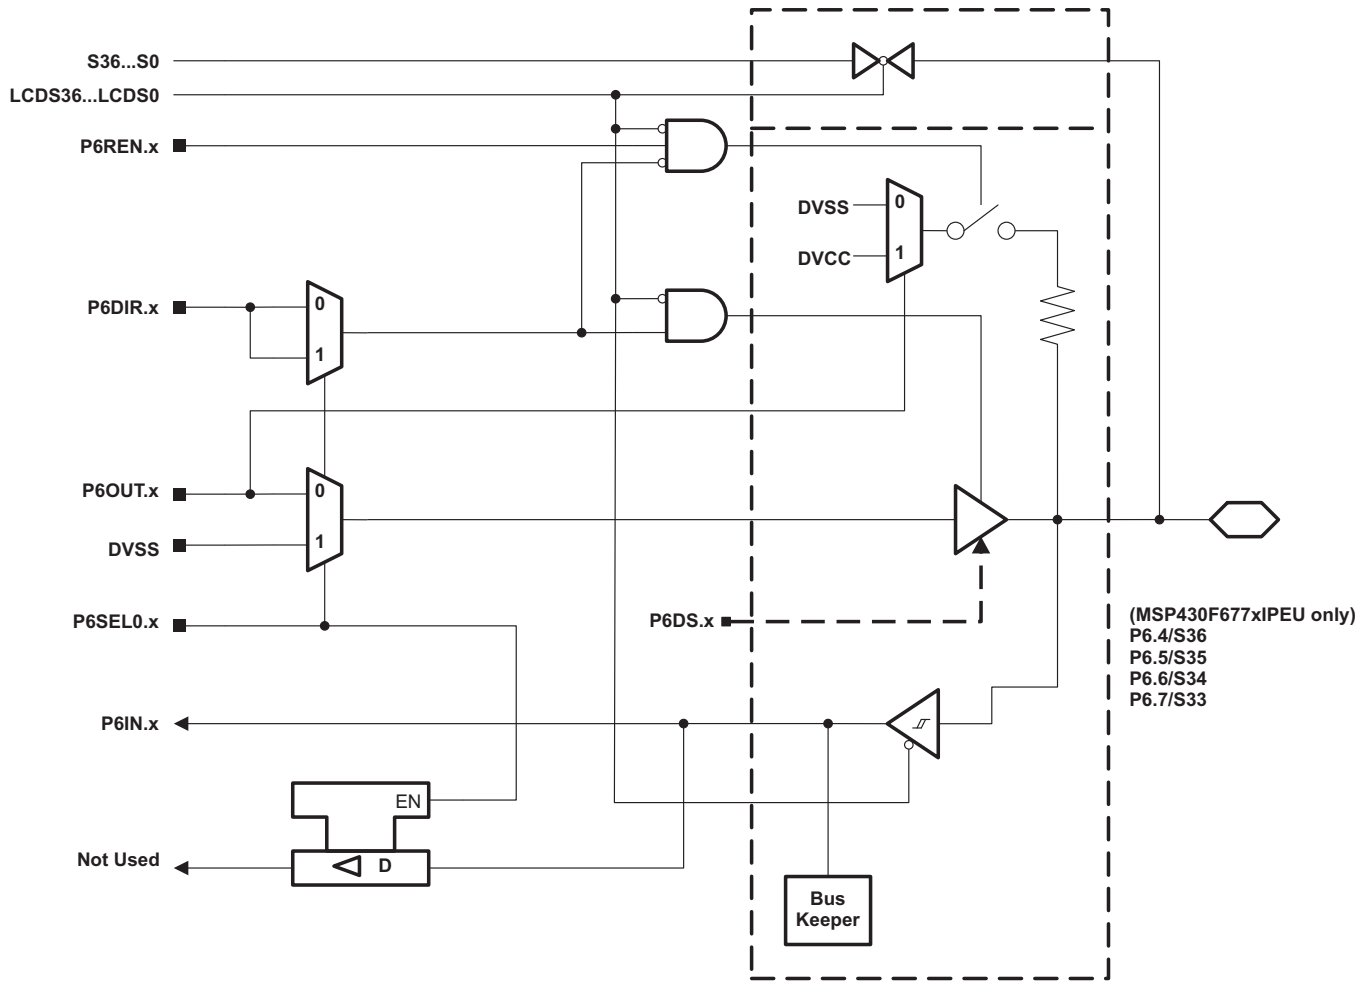 S36...S0
LCDS36...LCDS0
P6REN.x
DVSS
0
DVCC
1
P6DIR.x
0
1
P6OUT.x
0
DVSS
1
P6SEL0.x
P6DS.x
(MSP430F677xIPEU only)
P6.4/S36
P6.5/S35
P6.6/S34
P6.7/S33
P6IN.x
EN
Not Used
D
Bus
Keeper